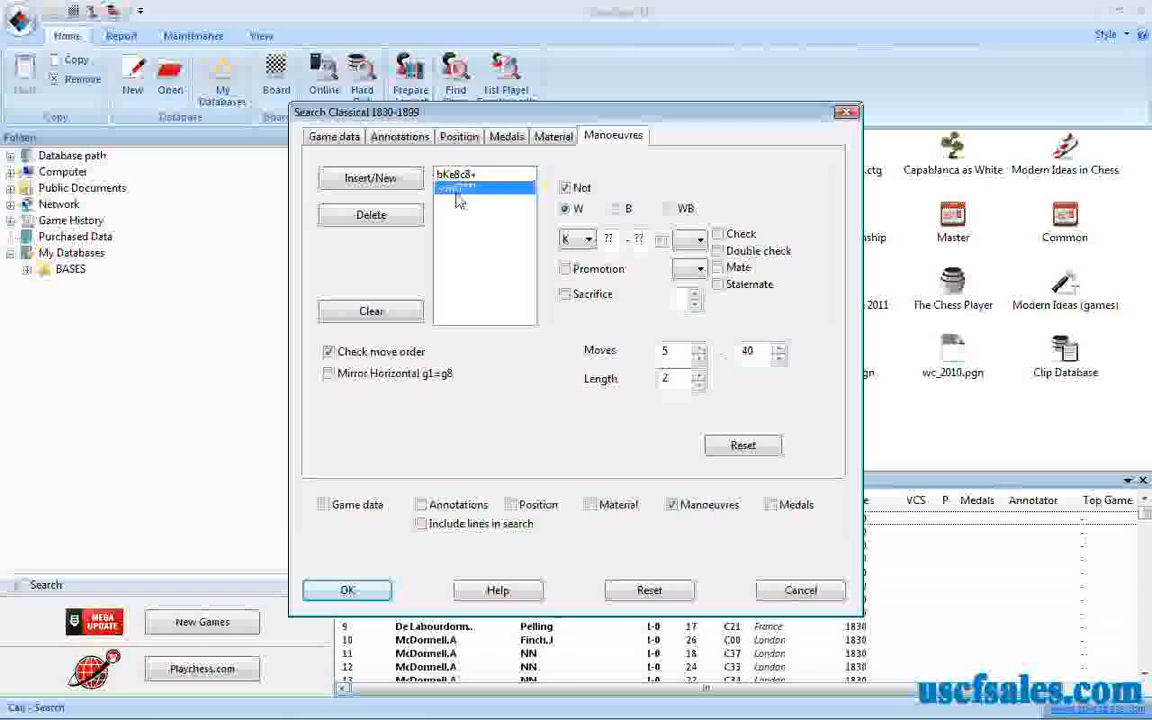 Style
Home Report Maintenance View
Copy
Remove
New Open My Databases Board Online Hard Prepare Find List Player
Copy Database
Search Classical 1830-1899
Game data Annotations Position Medals Material Manoeuvres
Database path
Computer
Public Documents
Network
Game History
Purchased Data
My Databases
BASES
Insert/New
Delete
Clear
bKe8c8+
Not
W B WB
K ?? - ??
Check
Double check
Mate
Stalemate
Promotion
Sacrifice
Check move order
Mirror Horizontal g1=g8
Moves 5 - 40
Length 2
Reset
Game data Annotations Position Material Manoeuvres Medals
Include lines in search
OK Help Reset Cancel
.ctg Capablanca as White Modern Ideas in Chess.
Master Common
2011 The Chess Player Modern Ideas (games)
wc_2010.pgn Clip Database
VCS P Medals Annotator Top Game
Search
MEGA UPDATE
New Games
Playchess.com
9 De Labourdorn.. Pelling 1-0 17 C21 France 1830
10 McDonnell,A Finch,J 1-0 26 C00 London 1830
11 McDonnell,A NN 1-0 18 C37 London 1830
12 McDonnell,A NN 1-0 24 C33 London 1830
uscfsales.com